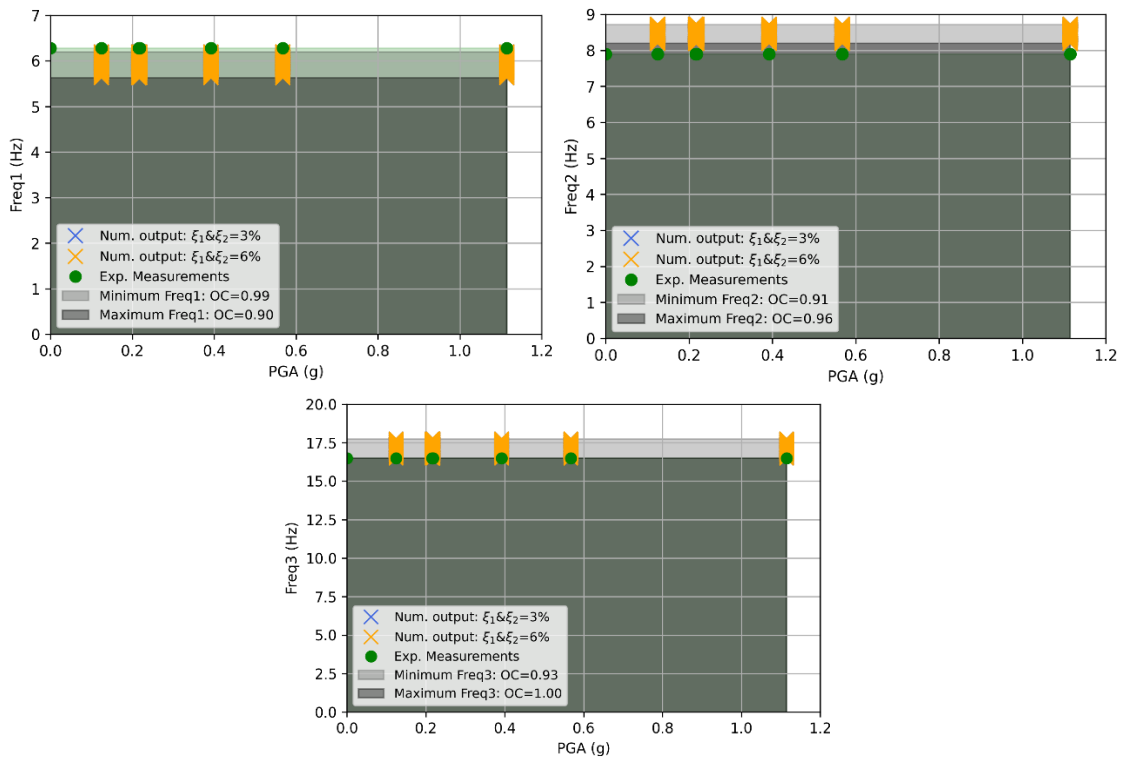 7
6
5
4
3
2
1
0
Freq1 (Hz)
Num. output: ξ1&ξ2=3%
Num. output: ξ1&ξ2=6%
Exp. Measurements
Minimum Freq1: OC=0.99
Maximum Freq1: OC=0.90
0.0 0.2 0.4 0.6 0.8 1.0 1.2
PGA (g)
9
8
7
6
5
4
3
2
1
0
Freq2 (Hz)
Num. output: ξ1&ξ2=3%
Num. output: ξ1&ξ2=6%
Exp. Measurements
Minimum Freq2: OC=0.91
Maximum Freq2: OC=0.96
0.0 0.2 0.4 0.6 0.8 1.0 1.2
PGA (g)
20.0
17.5
15.0
12.5
10.0
7.5
5.0
2.5
0.0
Freq3 (Hz)
Num. output: ξ1&ξ2=3%
Num. output: ξ1&ξ2=6%
Exp. Measurements
Minimum Freq3: OC=0.93
Maximum Freq3: OC=1.00
0.0 0.2 0.4 0.6 0.8 1.0 1.2
PGA (g)